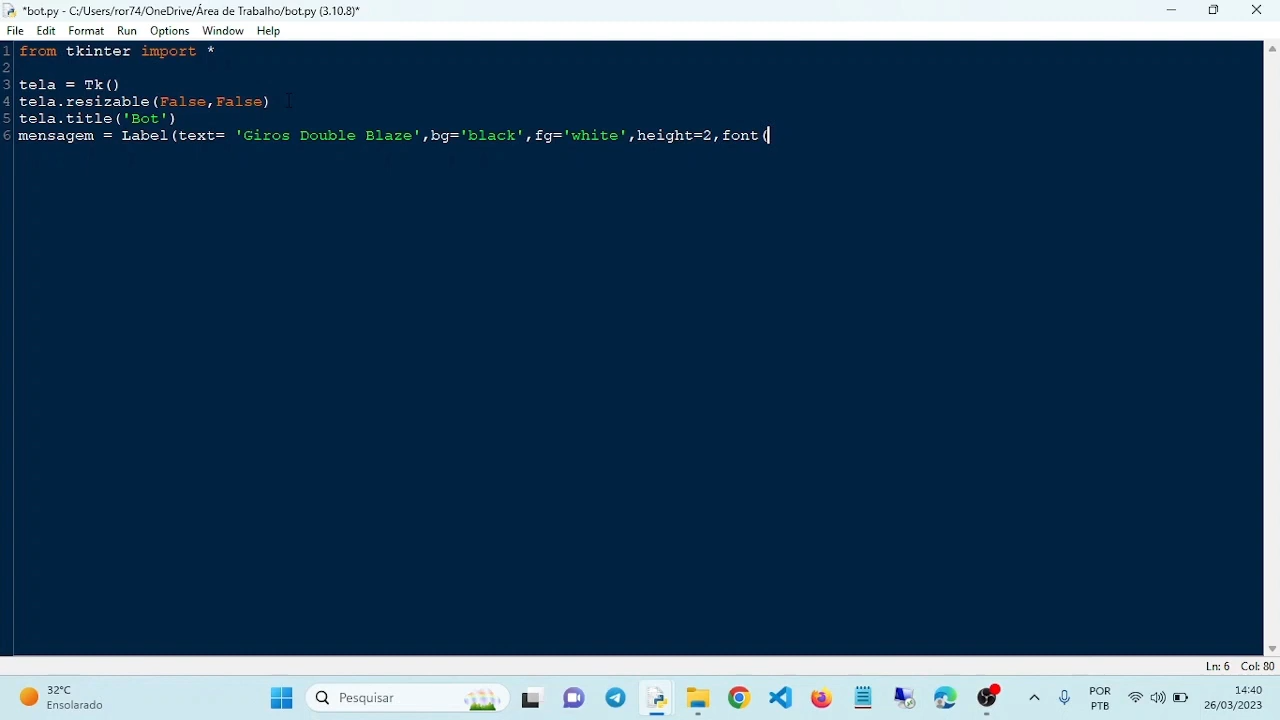 *bot.py - C:/Users/ror74/OneDrive/Área de Trabalho/bot.py (3.10.8)*
File Edit Format Run Options Window Help
1 from tkinter import *
2
3 tela = Tk()
4 tela.resizable(False,False)
5 tela.title('Bot')
6 mensagem = Label(text= 'Giros Double Blaze',bg='black',fg='white',height=2,font(
Ln: 6 Col: 80
32°C
Ensolarado
Pesquisar
POR
PTB
14:40
26/03/2023